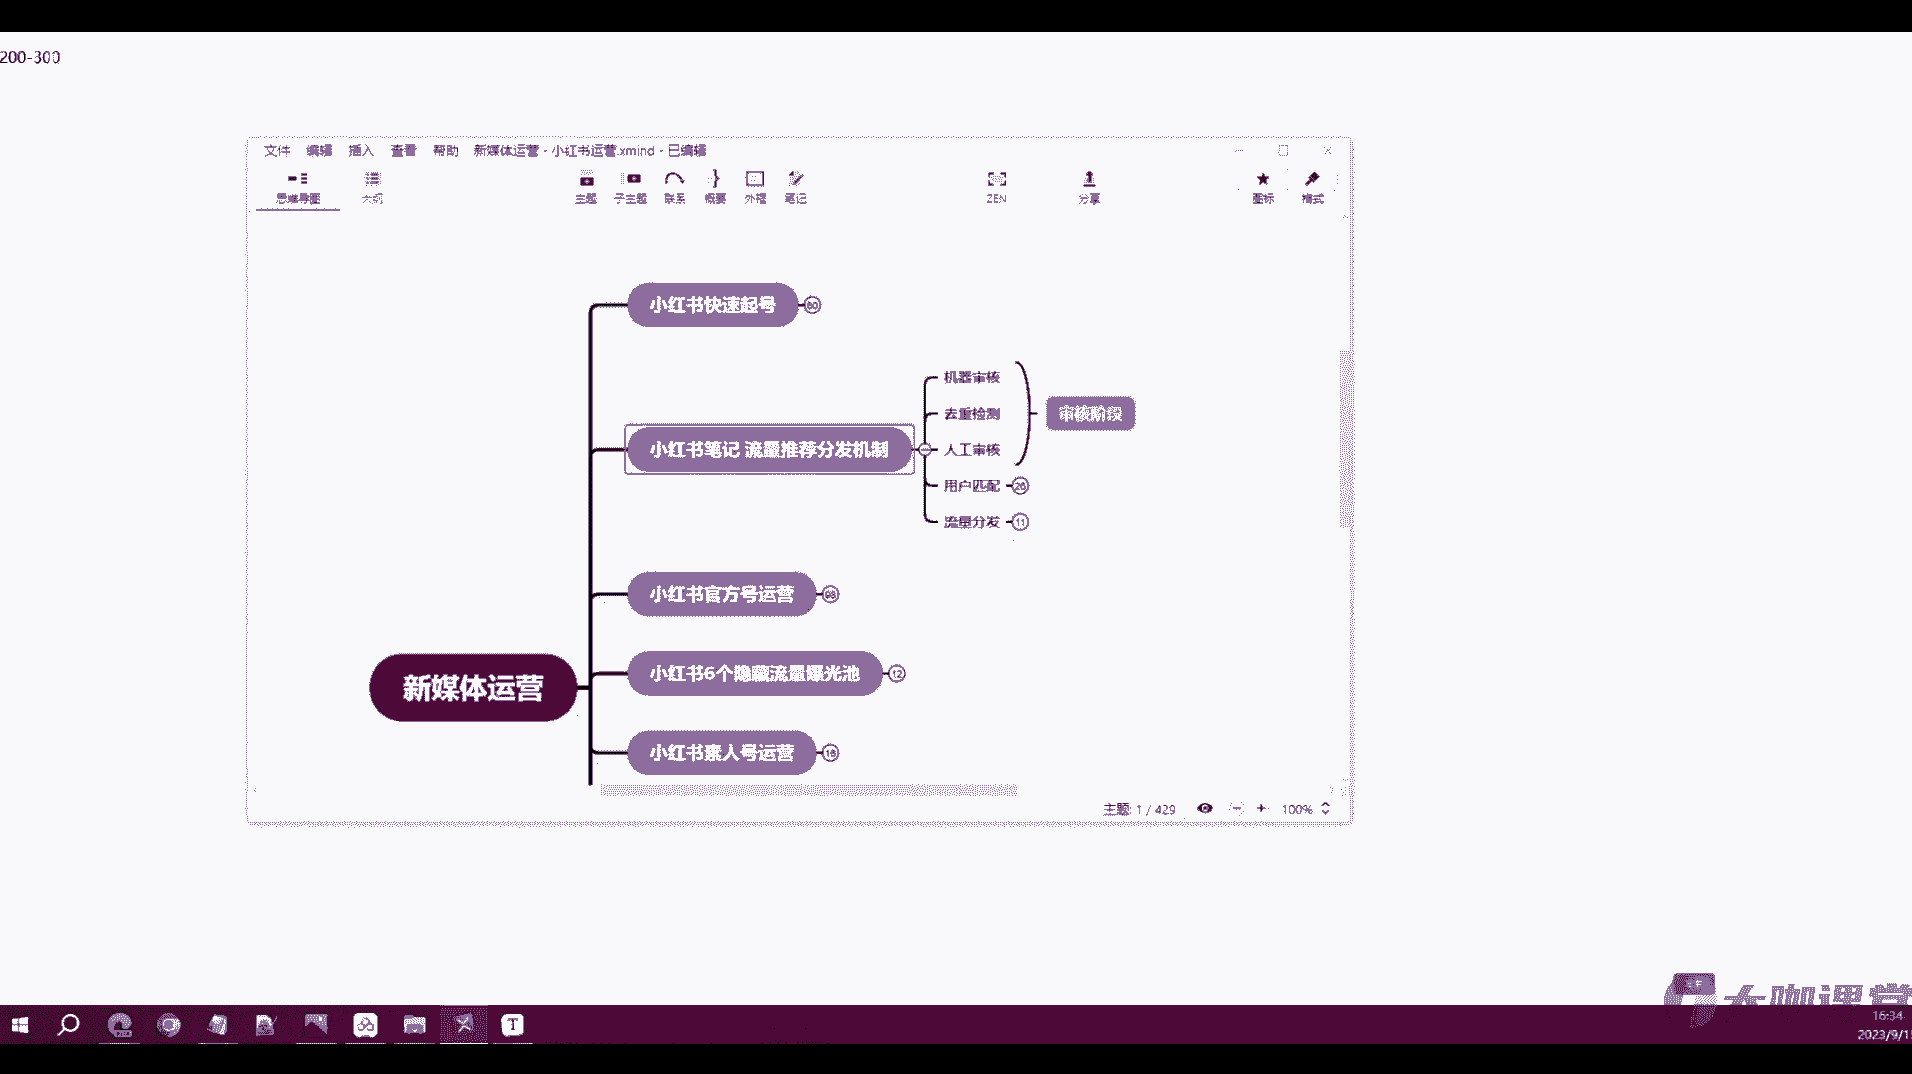 200-300
文件 编辑 插入 查看 帮助 新媒体运营 - 小红书运营.xmind - 已编辑
思维导图 大纲 主题 子主题 联系 概要 外框 笔记 ZEN 分享 图标 格式
小红书快速起号
机器审核
去重检测
审核阶段
小红书笔记 流量推荐分发机制
人工审核
用户匹配
流量分发 11
小红书官方号运营
小红书6个隐藏流量曝光池 12
新媒体运营
小红书素人号运营 16
主题: 1 / 429 100%
大咖课堂
T
16:34
2023/9/1